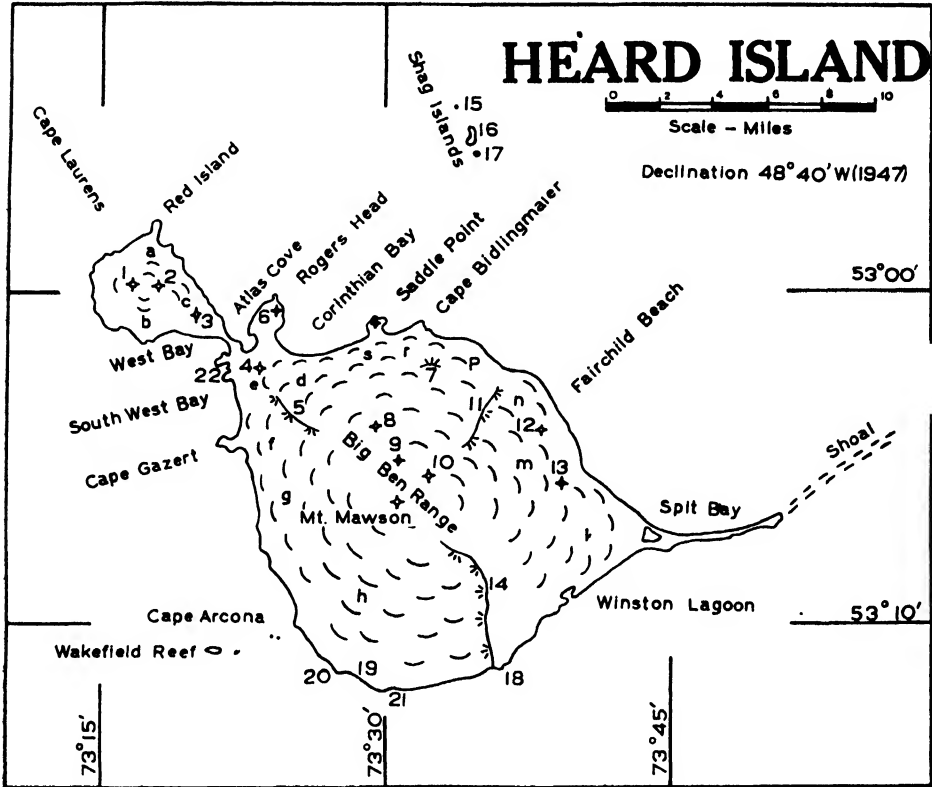 HEARD ISLAND
0 2 4 6 8 10
Scale - Miles
Declination 48°40'W(1947)
Shag Islands
15
16
17
Cape Laurens
Red Island
Atlas Cove
Rogers Head
Corinthian Bay
Saddle Point
Cape Bidlingmaier
Fairchild Beach
53°00'
a
1
2
c
3
b
6
West Bay
4
22
e
d
s
r
p
7
5
South West Bay
f
8
11
n
12
Cape Gazert
9
10
m
13
Big Ben Range
g
Mt. Mawson
Shoal
Spit Bay
l
14
h
Winston Lagoon
Cape Arcona
53°10'
Wakefield Reef
20
19
21
18
73°15'
73°30'
73°45'